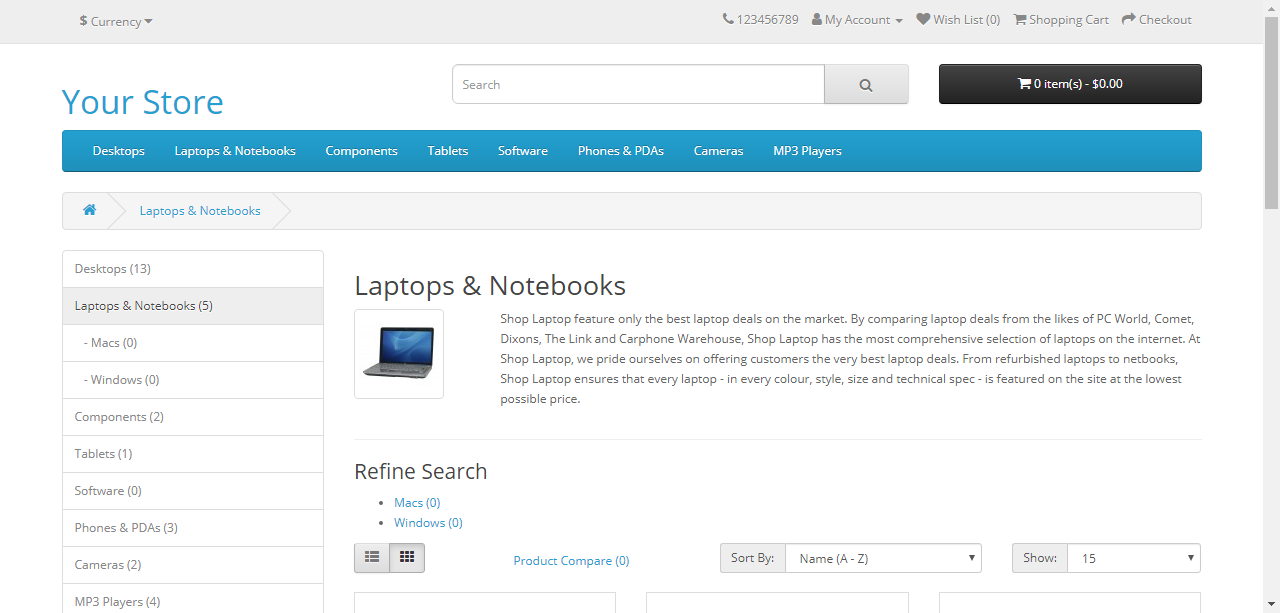 $ Currency
123456789 My Account Wish List (0) Shopping Cart Checkout
Your Store
Search
0 item(s) - $0.00
Desktops Laptops & Notebooks Components Tablets Software Phones & PDAs Cameras MP3 Players
Laptops & Notebooks
Desktops (13)
Laptops & Notebooks (5)
- Macs (0)
- Windows (0)
Components (2)
Tablets (1)
Software (0)
Phones & PDAs (3)
Cameras (2)
MP3 Players (4)
Laptops & Notebooks
Shop Laptop feature only the best laptop deals on the market. By comparing laptop deals from the likes of PC World, Comet,
Dixons, The Link and Carphone Warehouse, Shop Laptop has the most comprehensive selection of laptops on the internet. At
Shop Laptop, we pride ourselves on offering customers the very best laptop deals. From refurbished laptops to netbooks,
Shop Laptop ensures that every laptop - in every colour, style, size and technical spec - is featured on the site at the lowest
possible price.
Refine Search
Macs (0)
Windows (0)
Product Compare (0)
Sort By: Name (A - Z)
Show: 15